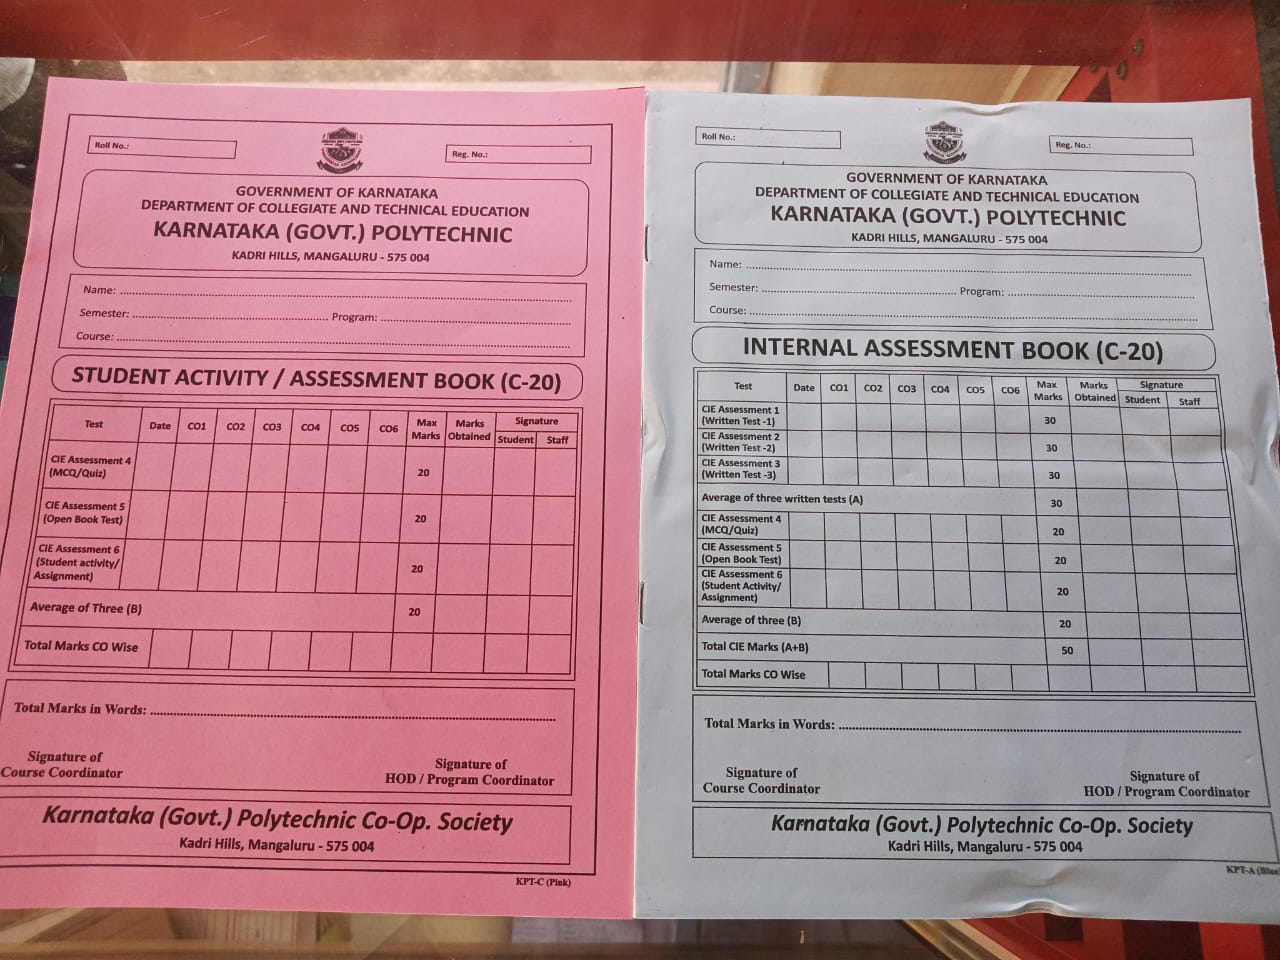 Roll No.:
Reg. No.:
GOVERNMENT OF KARNATAKA
DEPARTMENT OF COLLEGIATE AND TECHNICAL EDUCATION
KARNATAKA (GOVT.) POLYTECHNIC
KADRI HILLS, MANGALURU - 575 004
Name:
Semester: Program:
Course:
STUDENT ACTIVITY / ASSESSMENT BOOK (C-20)
Test Date CO1 CO2 CO3 CO4 CO5 CO6 Max Marks Marks Obtained Signature Student Staff
CIE Assessment 4
(MCQ/Quiz) 20
CIE Assessment 5
(Open Book Test) 20
CIE Assessment 6
(Student activity/
Assignment) 20
Average of Three (B) 20
Total Marks CO Wise
Total Marks in Words:
Signature of
Course Coordinator
Signature of
HOD / Program Coordinator
Karnataka (Govt.) Polytechnic Co-Op. Society
Kadri Hills, Mangaluru - 575 004
KPT-C (Pink)
Roll No.:
Reg. No.:
GOVERNMENT OF KARNATAKA
DEPARTMENT OF COLLEGIATE AND TECHNICAL EDUCATION
KARNATAKA (GOVT.) POLYTECHNIC
KADRI HILLS, MANGALURU - 575 004
Name:
Semester: Program:
Course:
INTERNAL ASSESSMENT BOOK (C-20)
Test Date CO1 CO2 CO3 CO4 CO5 CO6 Max Marks Marks Obtained Signature Student Staff
CIE Assessment 1
(Written Test -1) 30
CIE Assessment 2
(Written Test -2) 30
CIE Assessment 3
(Written Test -3) 30
Average of three written tests (A) 30
CIE Assessment 4
(MCQ/Quiz) 20
CIE Assessment 5
(Open Book Test) 20
CIE Assessment 6
(Student Activity/
Assignment) 20
Average of three (B) 20
Total CIE Marks (A+B) 50
Total Marks CO Wise
Total Marks in Words:
Signature of
Course Coordinator
Signature of
HOD / Program Coordinator
Karnataka (Govt.) Polytechnic Co-Op. Society
Kadri Hills, Mangaluru - 575 004
KPT-A (Blue